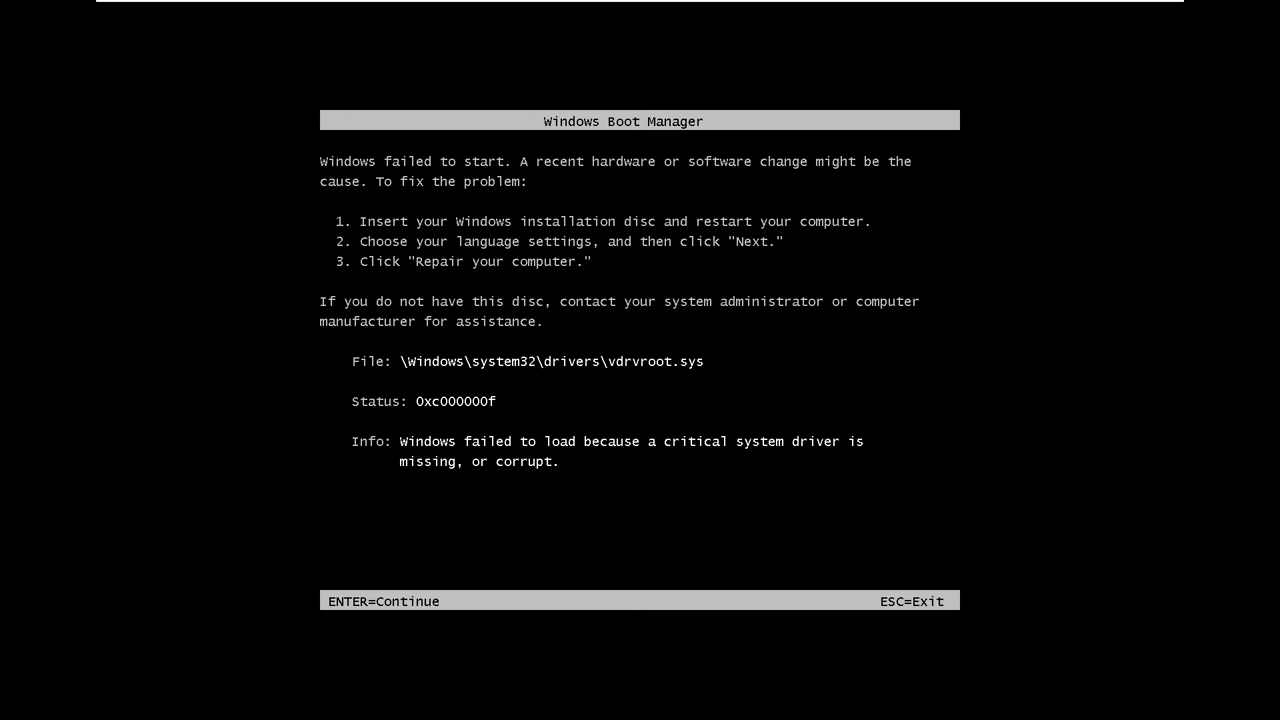 Windows Boot Manager
Windows failed to start. A recent hardware or software change might be the
cause. To fix the problem:
1. Insert your Windows installation disc and restart your computer.
2. Choose your language settings, and then click "Next."
3. Click "Repair your computer."
If you do not have this disc, contact your system administrator or computer
manufacturer for assistance.
File: \Windows\system32\drivers\vdrvroot.sys
Status: 0xc000000f
Info: Windows failed to load because a critical system driver is
missing, or corrupt.
ENTER=Continue ESC=Exit